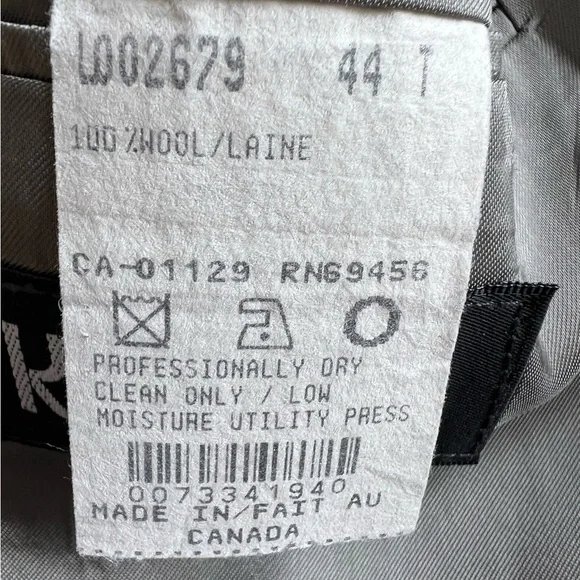 LD02679 44 T
100%WOOL/LAINE
CA-01129 RN69456
PROFESSIONALLY DRY
CLEAN ONLY / LOW
MOISTURE UTILITY PRESS
0073341940
MADE IN/FAIT AU
CANADA
K